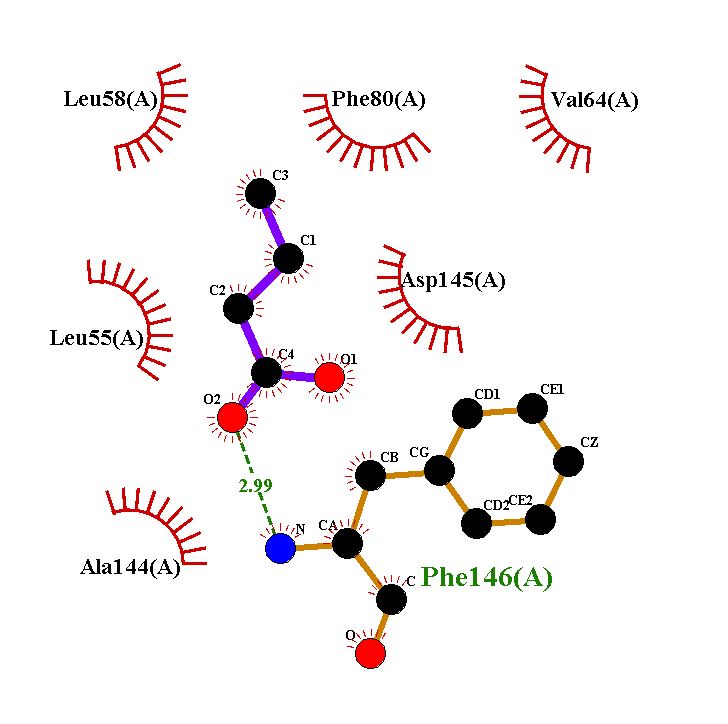 Leu58(A)
Phe80(A)
Val64(A)
C3
C1
C2
Asp145(A)
Leu55(A)
C4
O1
O2
CD1
CE1
CB
CG
CZ
2.99
CD2
CE2
N
CA
Ala144(A)
C
Phe146(A)
O